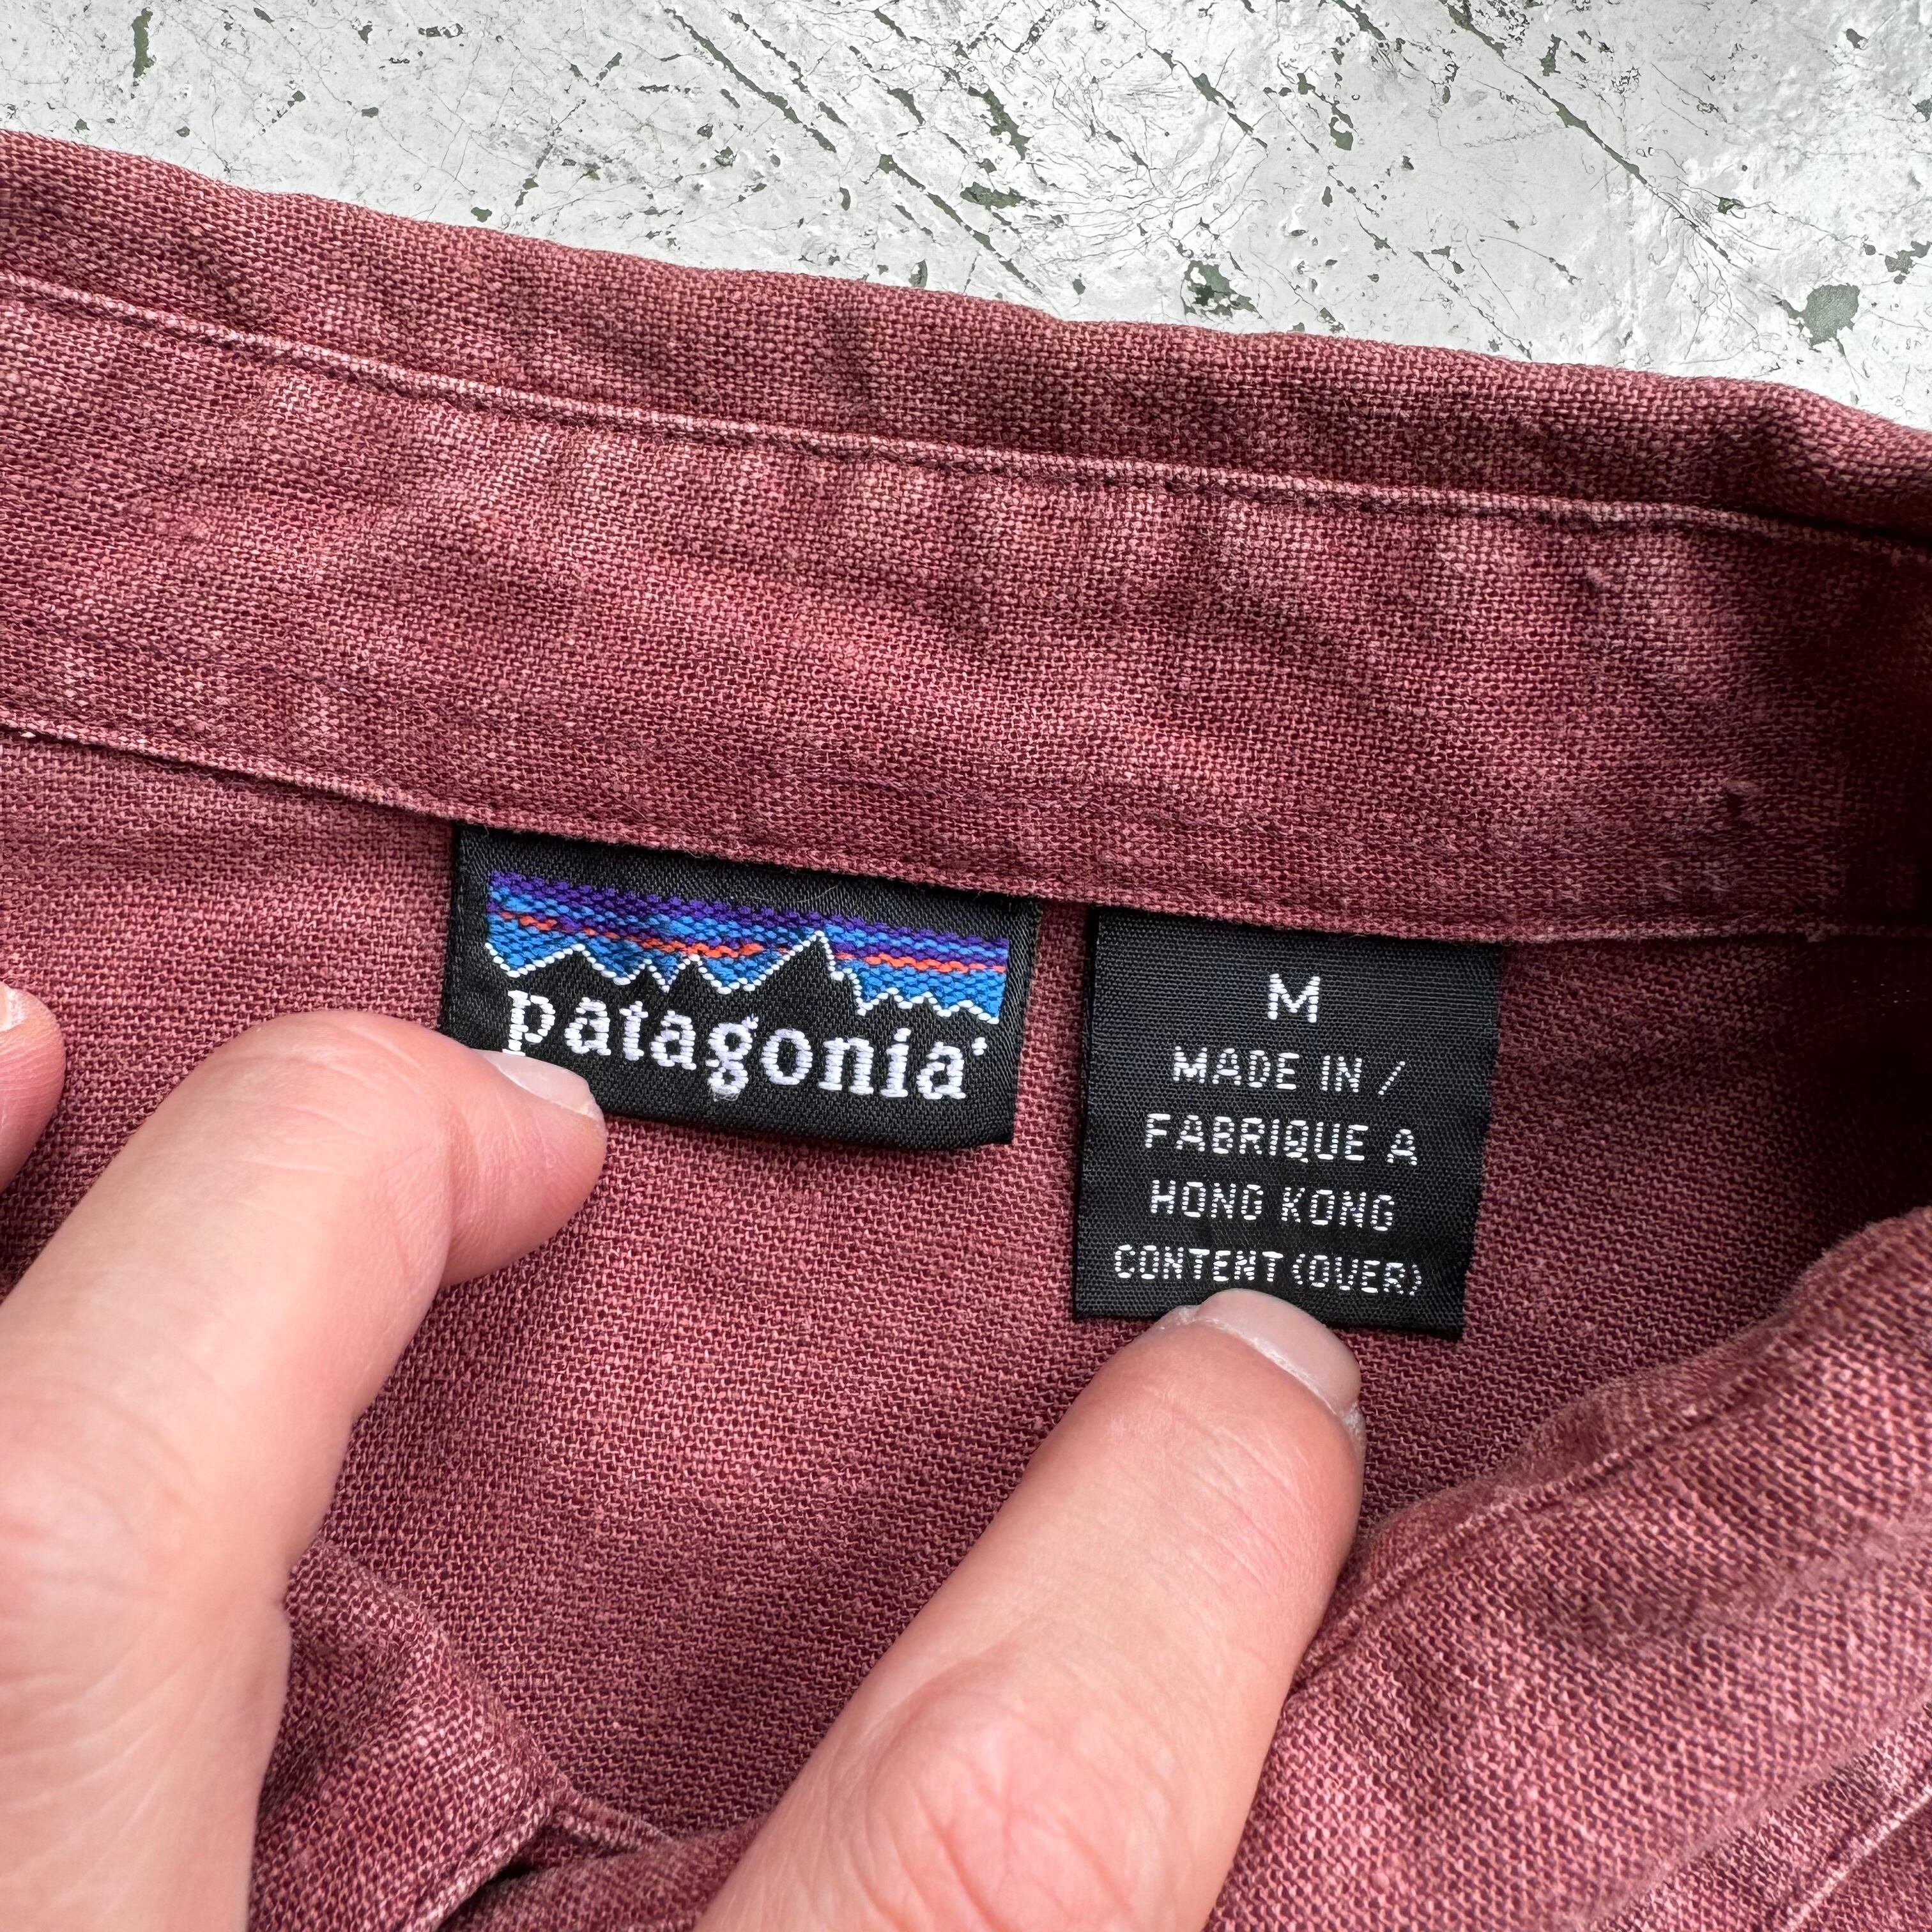 patagonia®
M
MADE IN /
FABRIQUE A
HONG KONG
CONTENT (OVER)